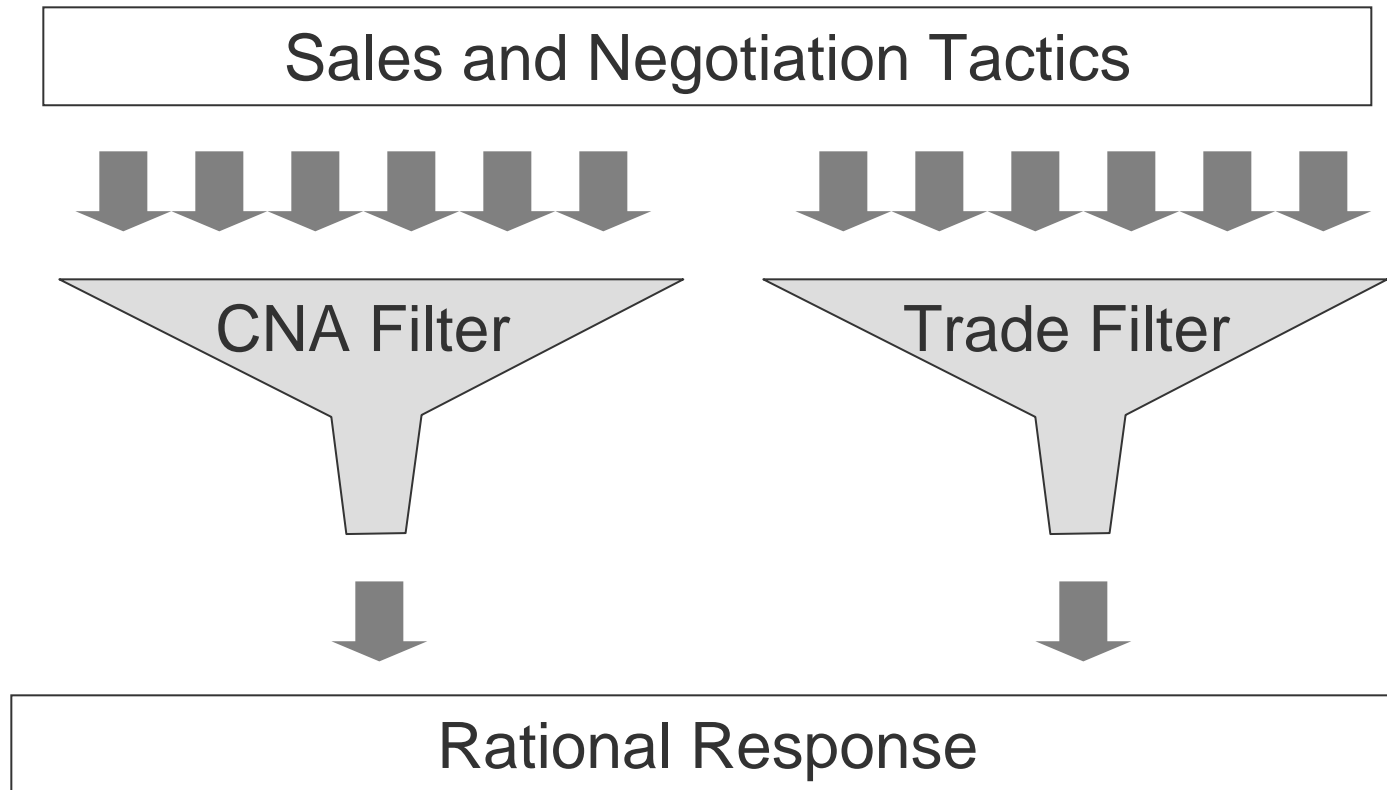 Sales and Negotiation Tactics
CNA Filter
Trade Filter
Rational Response